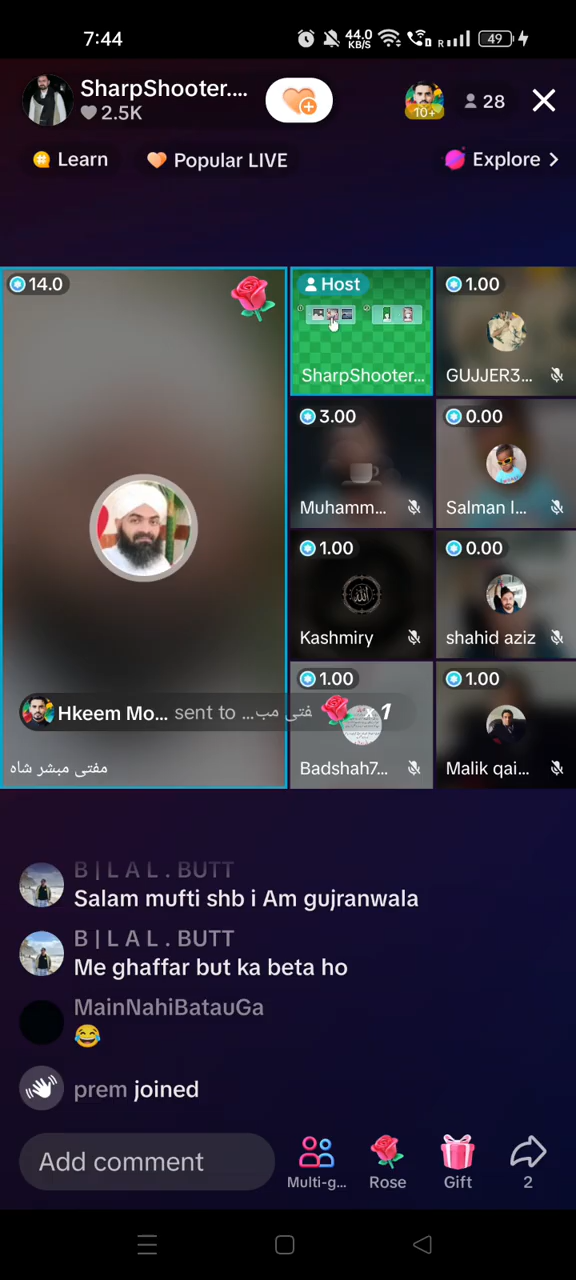 7:44
44.0
KB/S
R
49
SharpShooter....
2.5K
10+
28
Learn
Popular LIVE
Explore
14.0
Host
1.00
SharpShooter...
GUJJER3...
3.00
0.00
Muhamm...
Salman I...
1.00
0.00
Kashmiry
shahid aziz
1.00
1.00
Hkeem Mo... sent to ...فتی مب x 1
مفتی مبشر شاہ
Badshah7...
Malik qai...
B | L A L . BUTT
Salam mufti shb i Am gujranwala
B | L A L . BUTT
Me ghaffar but ka beta ho
MainNahiBatauGa
😂
prem joined
Add comment
Multi-g...
Rose
Gift
2